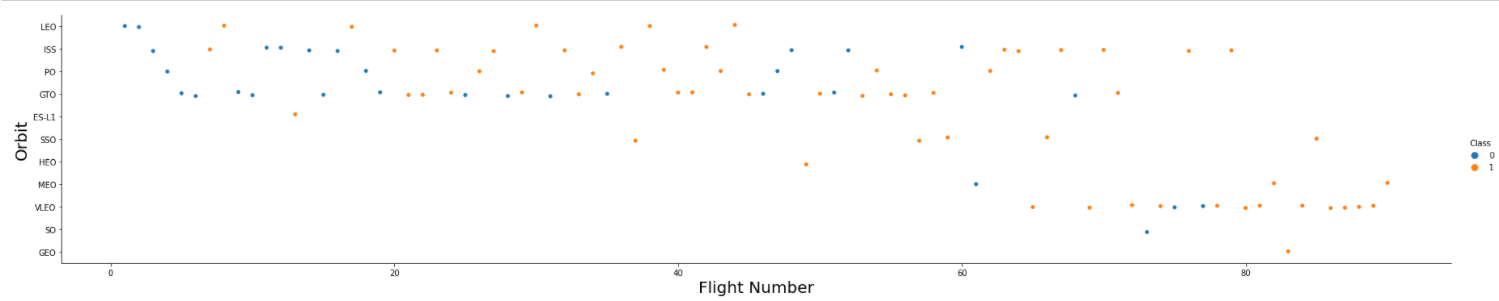 Orbit
LEO
ISS
PO
GTO
ES-L1
SSO
HEO
MEO
VLEO
SO
GEO
0 20 40 60 80
Flight Number
Class
0
1